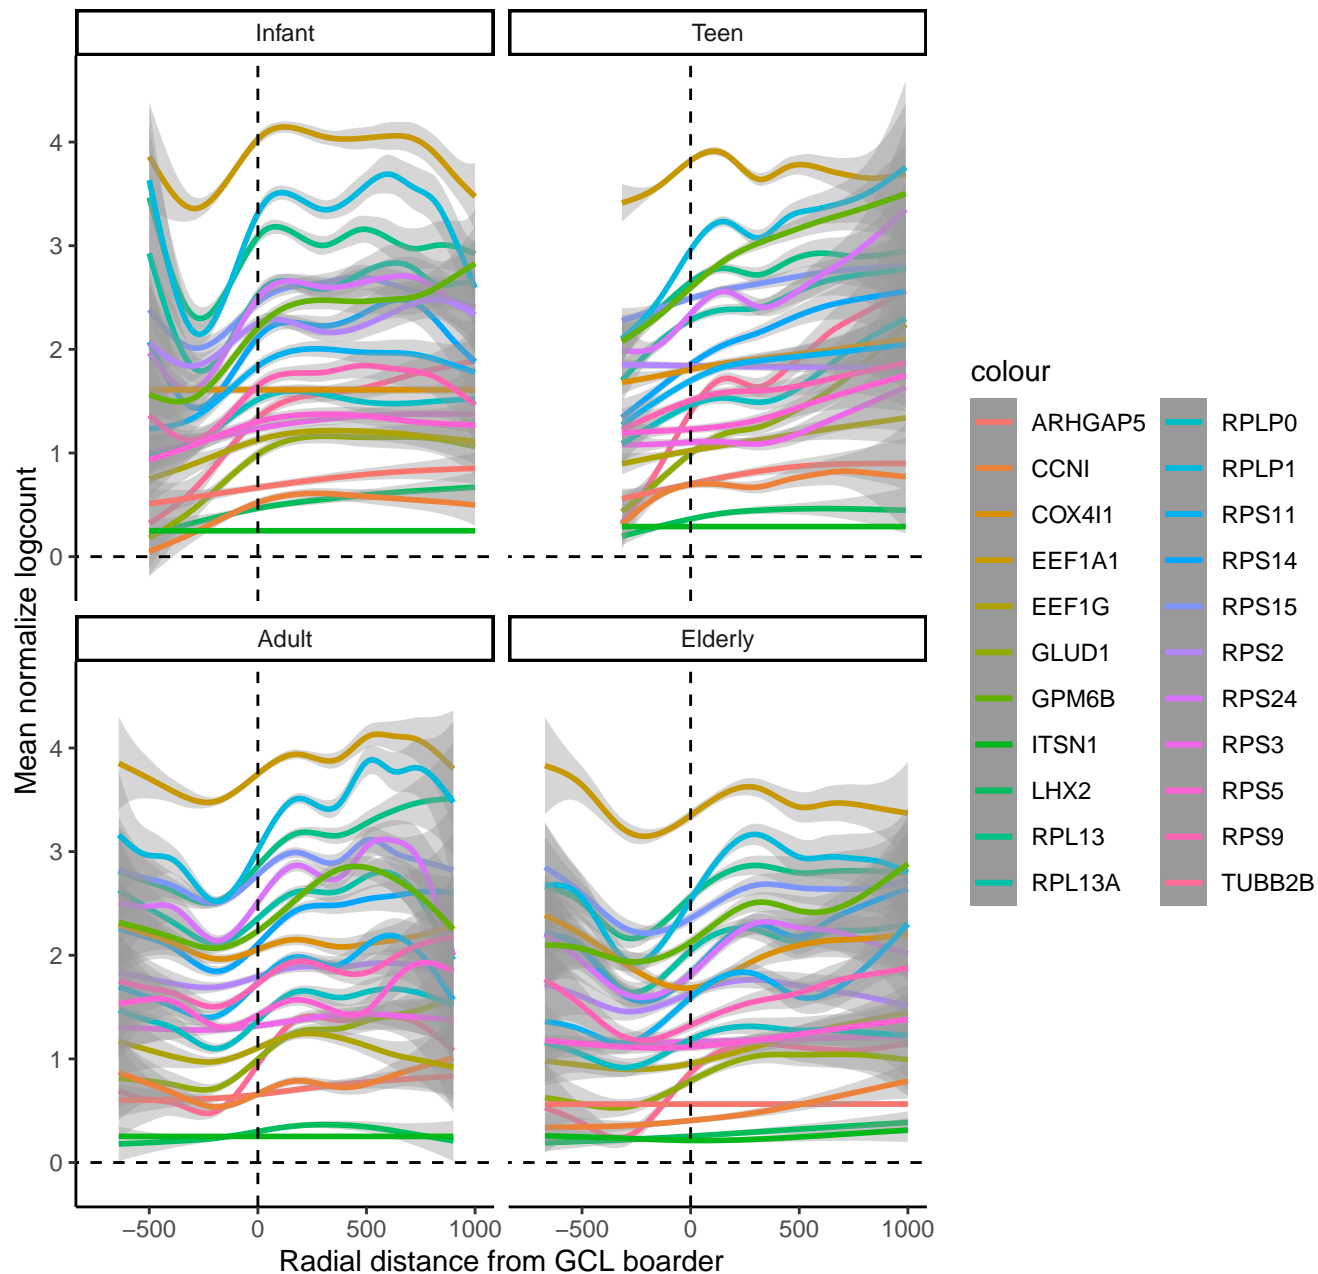 Infant
Teen
4
3
2
1
0
Adult
Elderly
4
3
2
1
0
−500 0 500 1000
−500 0 500 1000
Radial distance from GCL boarder
Mean normalize logcount
colour
ARHGAP5
CCNI
COX4I1
EEF1A1
EEF1G
GLUD1
GPM6B
ITSN1
LHX2
RPL13
RPL13A
RPLP0
RPLP1
RPS11
RPS14
RPS15
RPS2
RPS24
RPS3
RPS5
RPS9
TUBB2B